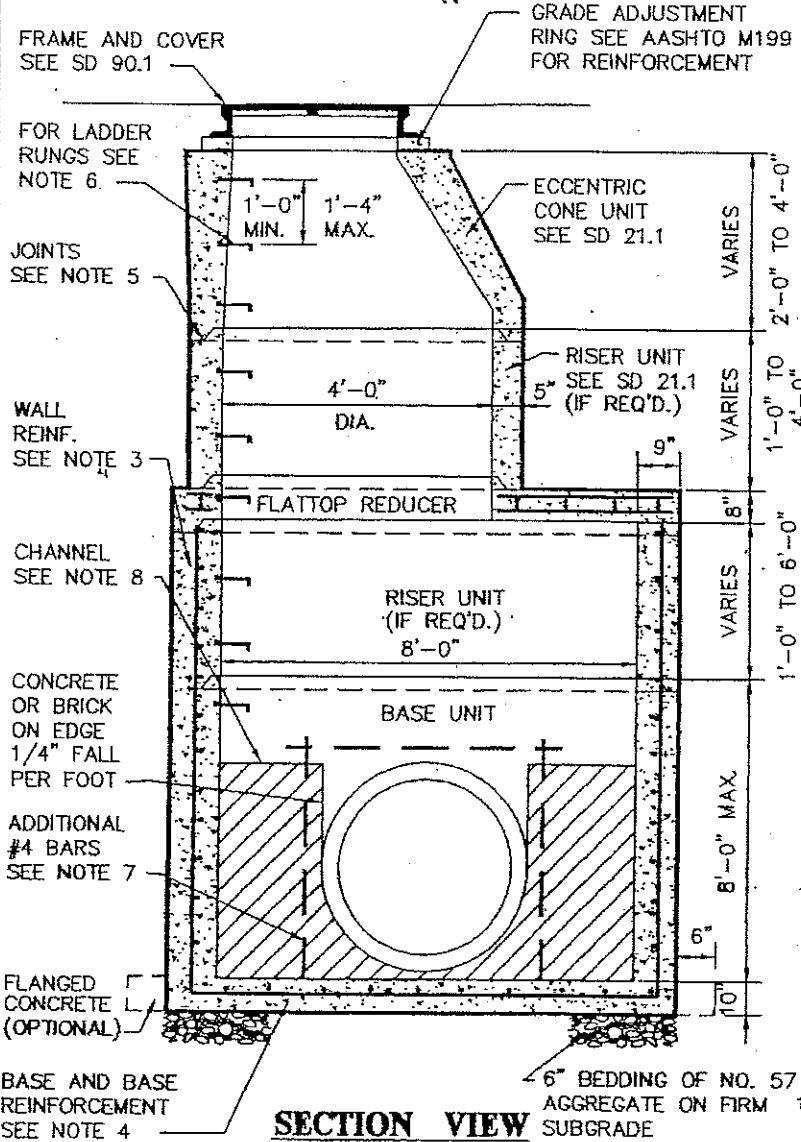 GRADE ADJUSTMENT
RING SEE AASHTO M199
FOR REINFORCEMENT
FRAME AND COVER
SEE SD 90.1
FOR LADDER
RUNGS SEE
NOTE 6.
1'-0" 1'-4"
MIN. MAX.
ECCENTRIC
CONE UNIT
SEE SD 21.1
VARIES
2'-0" TO 4'-0"
JOINTS
SEE NOTE 5
RISER UNIT
SEE SD 21.1
(IF REQ'D.)
4'-0"
DIA.
5"
VARIES
1'-0" TO
4'-0"
WALL
REINF.
SEE NOTE 3
4
9"
FLATTOP REDUCER
8"
CHANNEL
SEE NOTE 8
RISER UNIT
(IF REQ'D.)
8'-0"
VARIES
1'-0" TO 6'-0"
CONCRETE
OR BRICK
ON EDGE
1/4" FALL
PER FOOT
BASE UNIT
ADDITIONAL
#4 BARS
SEE NOTE 7
8'-0" MAX.
6"
FLANGED
CONCRETE
(OPTIONAL)
10"
BASE AND BASE
REINFORCEMENT
SEE NOTE 4
6" BEDDING OF NO. 57
AGGREGATE ON FIRM
SUBGRADE
SECTION VIEW